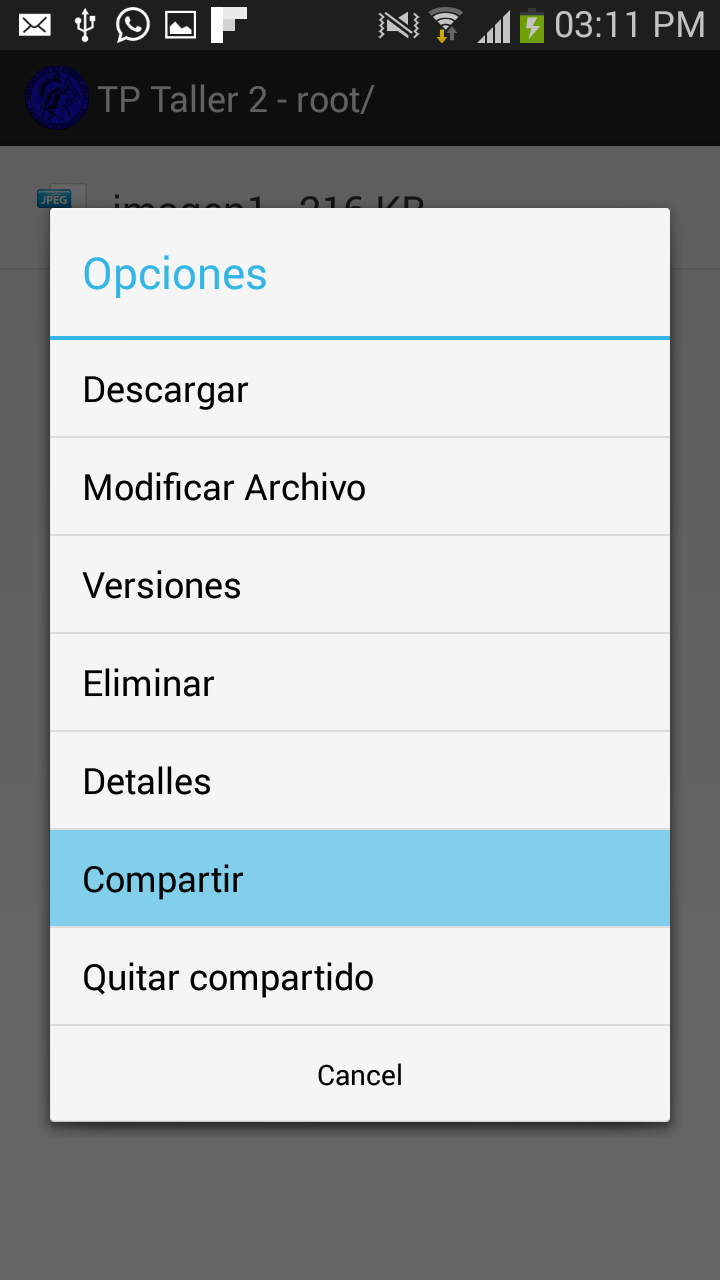 03:11 PM
TP Taller 2 - root/
JPEG
imagen1 - 216 KB
Opciones
Descargar
Modificar Archivo
Versiones
Eliminar
Detalles
Compartir
Quitar compartido
Cancel